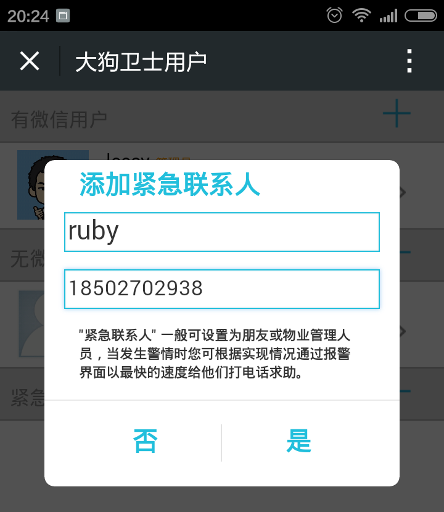 20:24
大狗卫士用户
有微信用户
添加紧急联系人
ruby
无微
18502702938
"紧急联系人" 一般可设置为朋友或物业管理人
员，当发生警情时您可根据实现情况通过报警
界面以最快的速度给他们打电话求助。
紧急
否
是